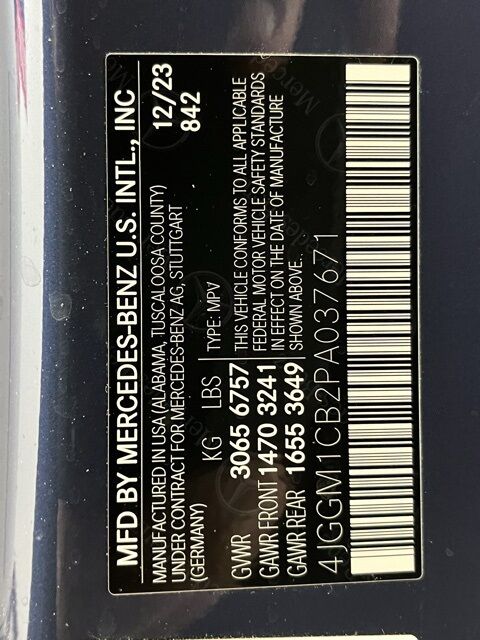 MFD BY MERCEDES-BENZ U.S. INTL., INC
MANUFACTURED IN USA (ALABAMA, TUSCALOOSA COUNTY) 12/23
UNDER CONTRACT FOR MERCEDES-BENZ AG, STUTTGART 842
(GERMANY)
KG LBS TYPE: MPV
GVWR 3065 6757 THIS VEHICLE CONFORMS TO ALL APPLICABLE
FEDERAL MOTOR VEHICLE SAFETY STANDARDS
GAWR FRONT 1470 3241 IN EFFECT ON THE DATE OF MANUFACTURE
GAWR REAR 1655 3649 SHOWN ABOVE.
4JGGM1CB2PA037671